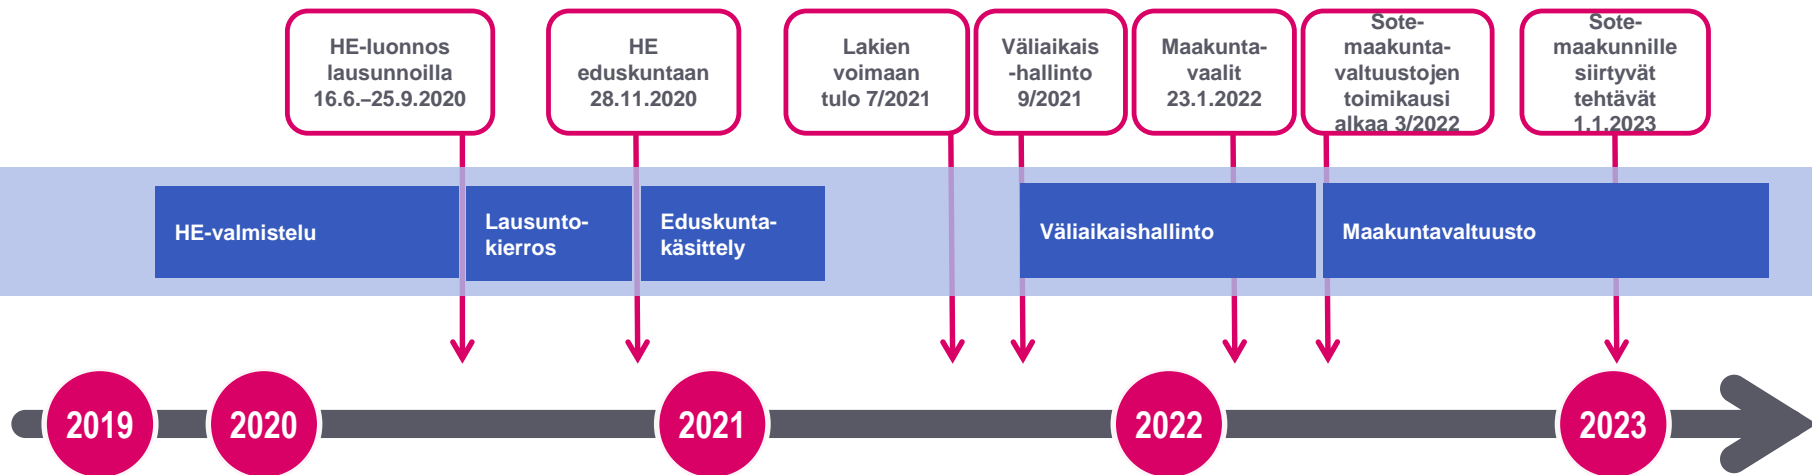 HE-luonnos
lausunnoilla
16.6.–25.9.2020
HE
eduskuntaan
28.11.2020
Lakien
voimaan
tulo 7/2021
Väliaikais
-hallinto
9/2021
Maakunta-
vaalit
23.1.2022
Sote-
maakunta-
valtuustojen
toimikausi
alkaa 3/2022
Sote-
maakunnille
siirtyvät
tehtävät
1.1.2023
HE-valmistelu
Lausunto-
kierros
Eduskunta-
käsittely
Väliaikaishallinto
Maakuntavaltuusto
2019
2020
2021
2022
2023